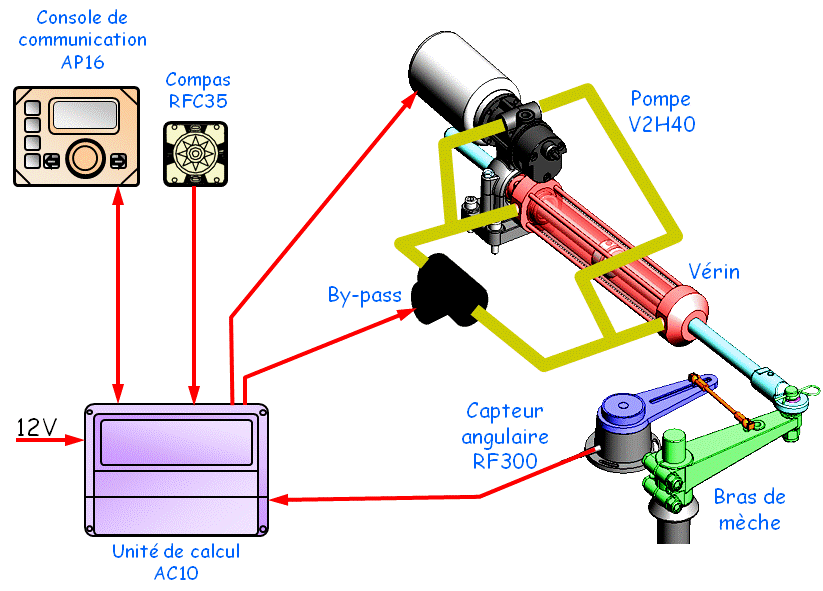 Console de
communication
AP16
Compas
RFC35
Pompe
V2H40
Vérin
By-pass
12V
Capteur
angulaire
RF300
Bras de
mèche
Unité de calcul
AC10